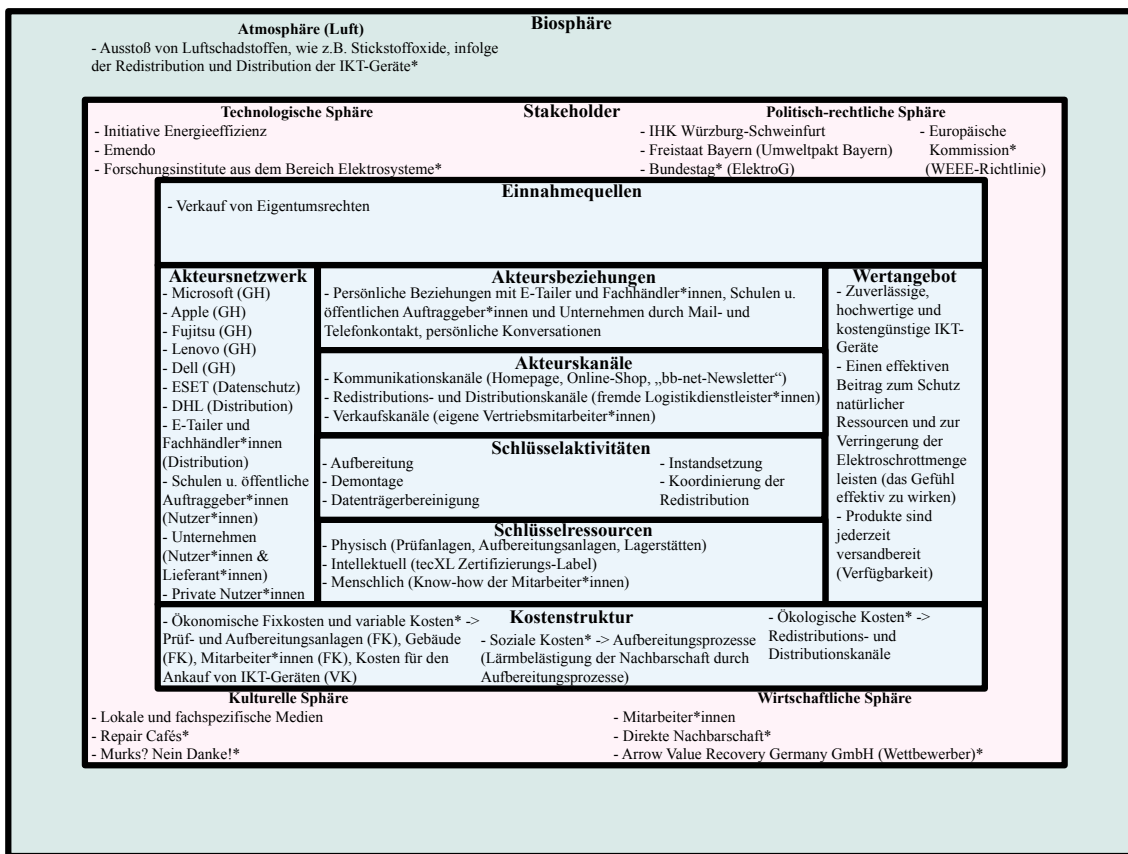 Biosphäre
Atmosphäre (Luft)
- Ausstoß von Luftschadstoffen, wie z.B. Stickstoffoxide, infolge
der Redistribution und Distribution der IKT-Geräte*
Stakeholder
Technologische Sphäre
- Initiative Energieeffizienz
- Emendo
- Forschungsinstitute aus dem Bereich Elektrosysteme*
Politisch-rechtliche Sphäre
- IHK Würzburg-Schweinfurt
- Freistaat Bayern (Umweltpakt Bayern)
- Bundestag* (ElektroG)
- Europäische
Kommission*
(WEEE-Richtlinie)
Einnahmequellen
- Verkauf von Eigentumsrechten
Akteursnetzwerk
- Microsoft (GH)
- Apple (GH)
- Fujitsu (GH)
- Lenovo (GH)
- Dell (GH)
- ESET (Datenschutz)
- DHL (Distribution)
- E-Tailer und
Fachhändler*innen
(Distribution)
- Schulen u. öffentliche
Auftraggeber*innen
(Nutzer*innen)
- Unternehmen
(Nutzer*innen &
Lieferant*innen)
- Private Nutzer*innen
Akteursbeziehungen
- Persönliche Beziehungen mit E-Tailer und Fachhändler*innen, Schulen u.
öffentlichen Auftraggeber*innen und Unternehmen durch Mail- und
Telefonkontakt, persönliche Konversationen
Akteurskanäle
- Kommunikationskanäle (Homepage, Online-Shop, „bb-net-Newsletter“)
- Redistributions- und Distributionskanäle (fremde Logistikdienstleister*innen)
- Verkaufskanäle (eigene Vertriebsmitarbeiter*innen)
Schlüsselaktivitäten
- Aufbereitung
- Demontage
- Datenträgerbereinigung
- Instandsetzung
- Koordinierung der
Redistribution
Schlüsselressourcen
- Physisch (Prüfanlagen, Aufbereitungsanlagen, Lagerstätten)
- Intellektuell (tecXL Zertifizierungs-Label)
- Menschlich (Know-how der Mitarbeiter*innen)
Wertangebot
- Zuverlässige,
hochwertige und
kostengünstige IKT-
Geräte
- Einen effektiven
Beitrag zum Schutz
natürlicher
Ressourcen und zur
Verringerung der
Elektroschrottmenge
leisten (das Gefühl
effektiv zu wirken)
- Produkte sind
jederzeit
versandbereit
(Verfügbarkeit)
Kostenstruktur
- Ökonomische Fixkosten und variable Kosten* ->
Prüf- und Aufbereitungsanlagen (FK), Gebäude
(FK), Mitarbeiter*innen (FK), Kosten für den
Ankauf von IKT-Geräten (VK)
- Soziale Kosten* -> Aufbereitungsprozesse
(Lärmbelästigung der Nachbarschaft durch
Aufbereitungsprozesse)
- Ökologische Kosten* ->
Redistributions- und
Distributionskanäle
Kulturelle Sphäre
- Lokale und fachspezifische Medien
- Repair Cafés*
- Murks? Nein Danke!*
Wirtschaftliche Sphäre
- Mitarbeiter*innen
- Direkte Nachbarschaft*
- Arrow Value Recovery Germany GmbH (Wettbewerber)*